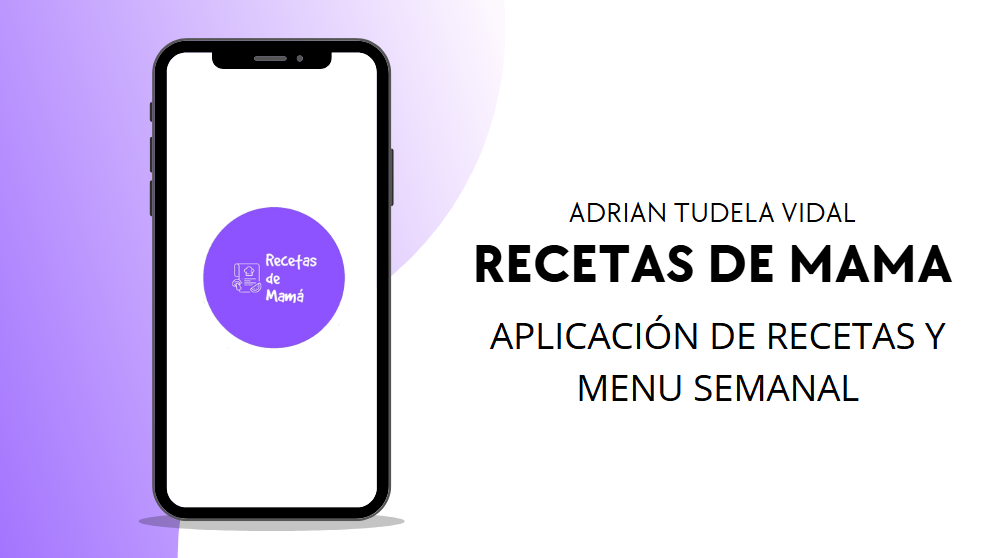 Recetas
de
Mamá
ADRIAN TUDELA VIDAL
RECETAS DE MAMA
APLICACIÓN DE RECETAS Y
MENU SEMANAL